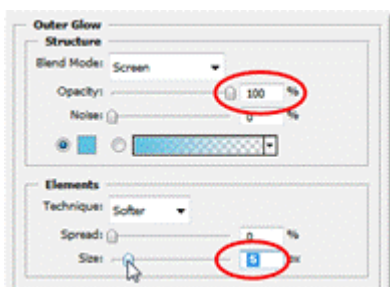 Outer Glow
Structure
Blend Mode: Screen
Opacity: 100 %
Noise: 0 %
Elements
Technique: Softer
Spread: 0 %
Size: 5 px